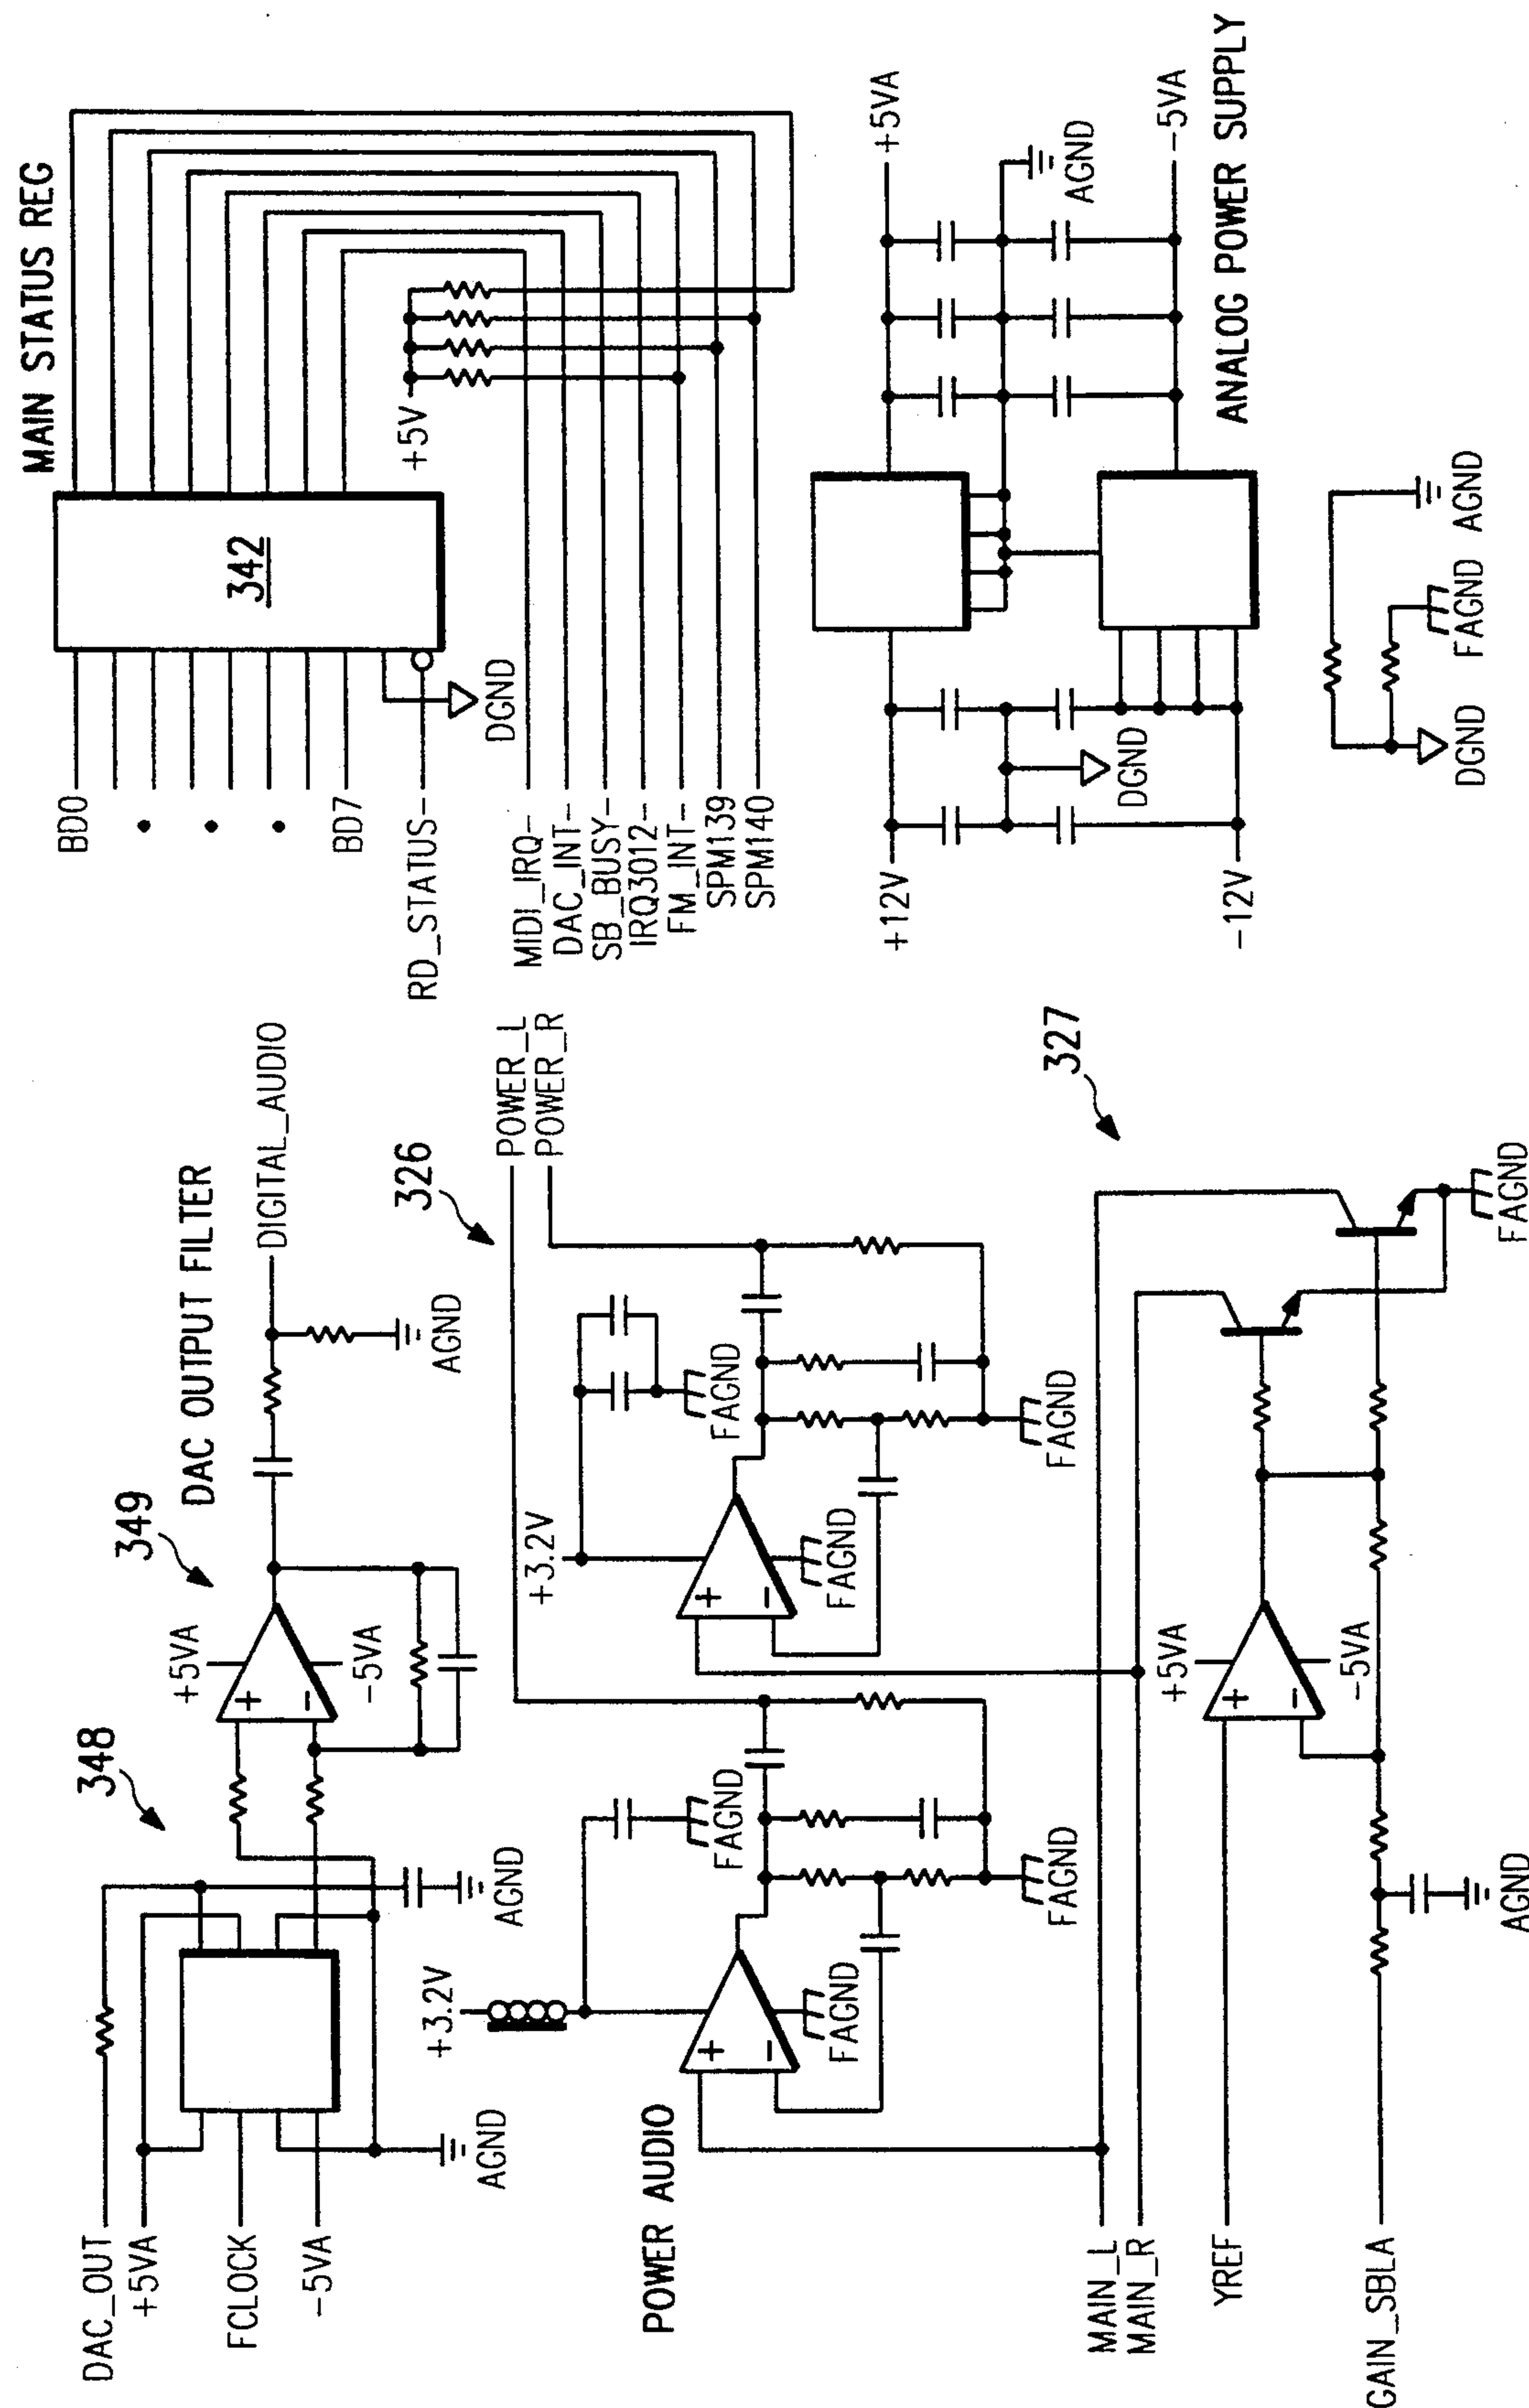 DAC_OUT
+5VA
FCLOCK
-5VA
AGND
348
AGND
349
+5VA
+
-
-5VA
DAC OUTPUT FILTER
DIGITAL_AUDIO
AGND
POWER AUDIO
+3.2V
+
-
FAGND
FAGND
FAGND
+3.2V
+
-
FAGND
FAGND
FAGND
326
POWER_L
POWER_R
MAIN_L
MAIN_R
YREF
GAIN_SBLA
AGND
+5VA
+
-
-5VA
327
FAGND
MAIN STATUS REG
BD0
BD7
RD_STATUS-
342
DGND
MIDI_IRQ-
DAC_INT-
SB_BUSY-
IRQ3012-
FM_INT-
SPM139
SPM140
+5V
+12V
-12V
DGND
+5VA
AGND
-5VA
ANALOG POWER SUPPLY
DGND
FAGND
AGND